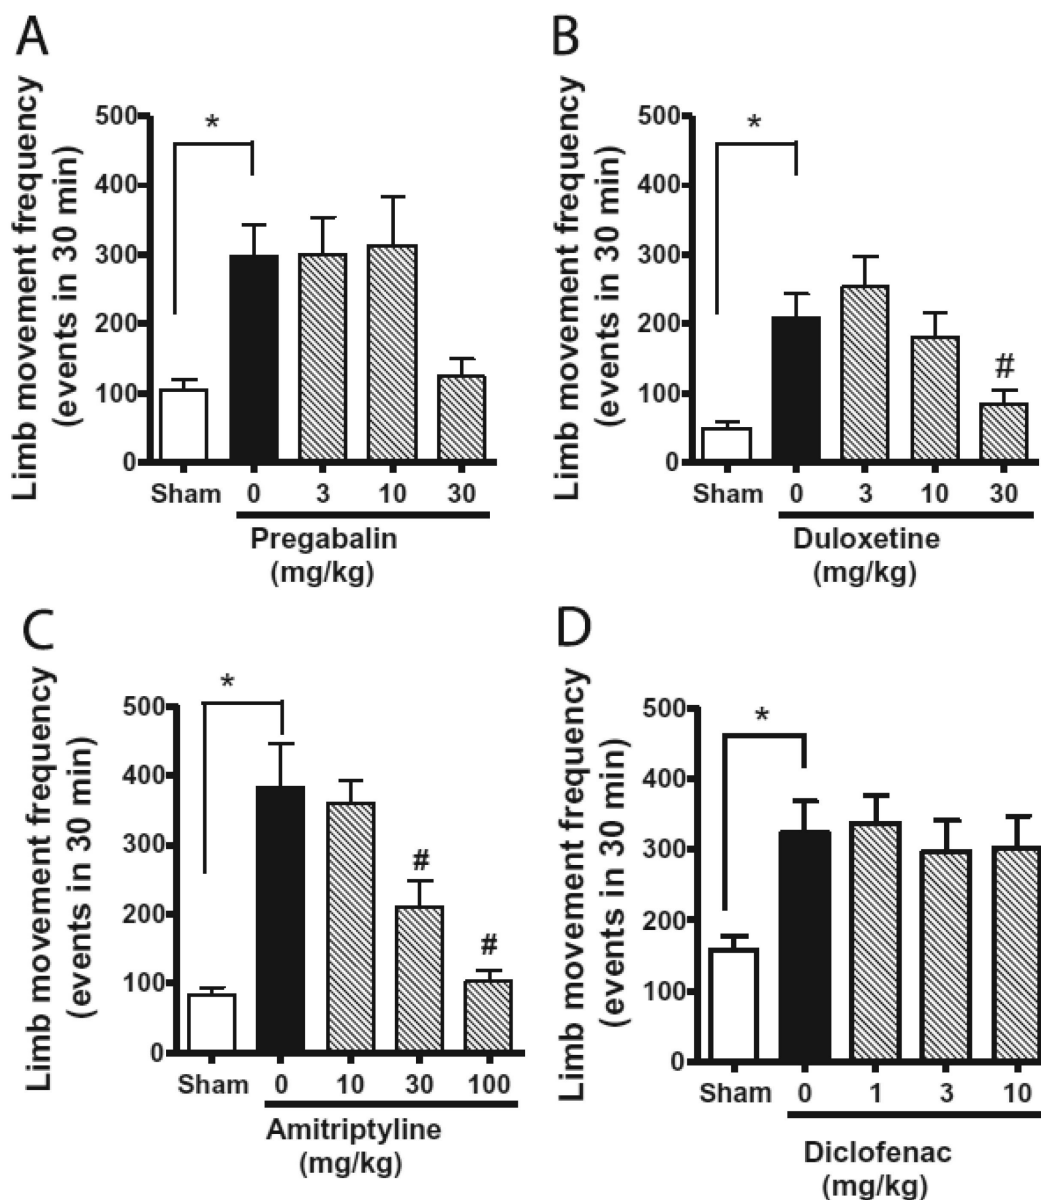 A
Limb movement frequency
(events in 30 min)
500
400
300
200
100
0
*
Sham 0 3 10 30
Pregabalin
(mg/kg)
B
Limb movement frequency
(events in 30 min)
500
400
300
200
100
0
*
#
Sham 0 3 10 30
Duloxetine
(mg/kg)
C
Limb movement frequency
(events in 30 min)
500
400
300
200
100
0
*
#
#
Sham 0 10 30 100
Amitriptyline
(mg/kg)
D
Limb movement frequency
(events in 30 min)
500
400
300
200
100
0
*
Sham 0 1 3 10
Diclofenac
(mg/kg)